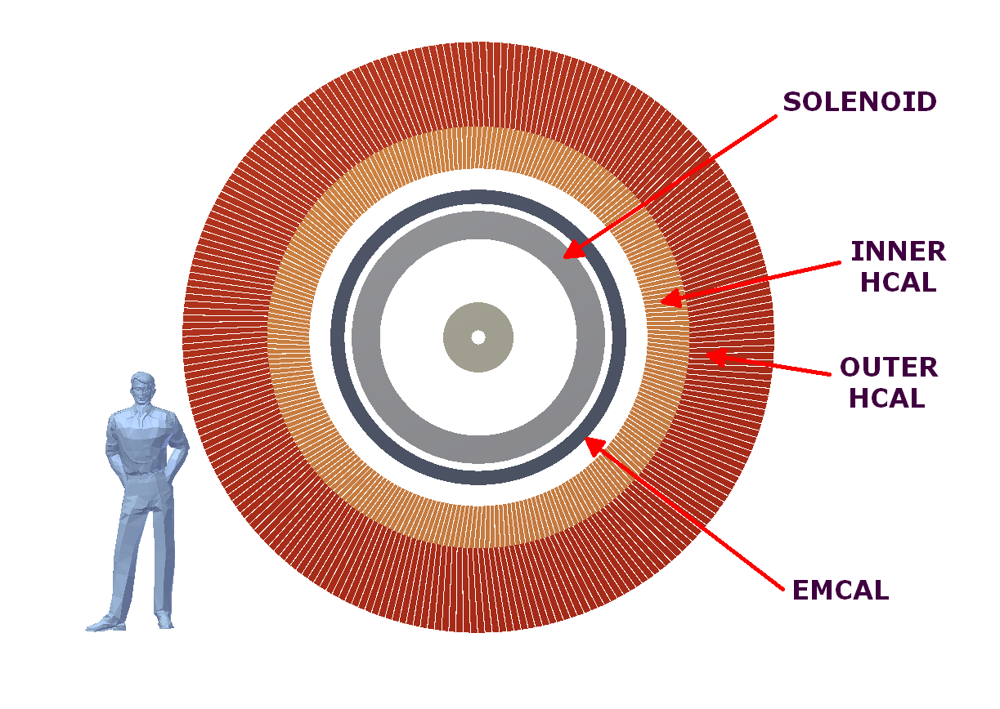 SOLENOID
INNER
HCAL
OUTER
HCAL
EMCAL